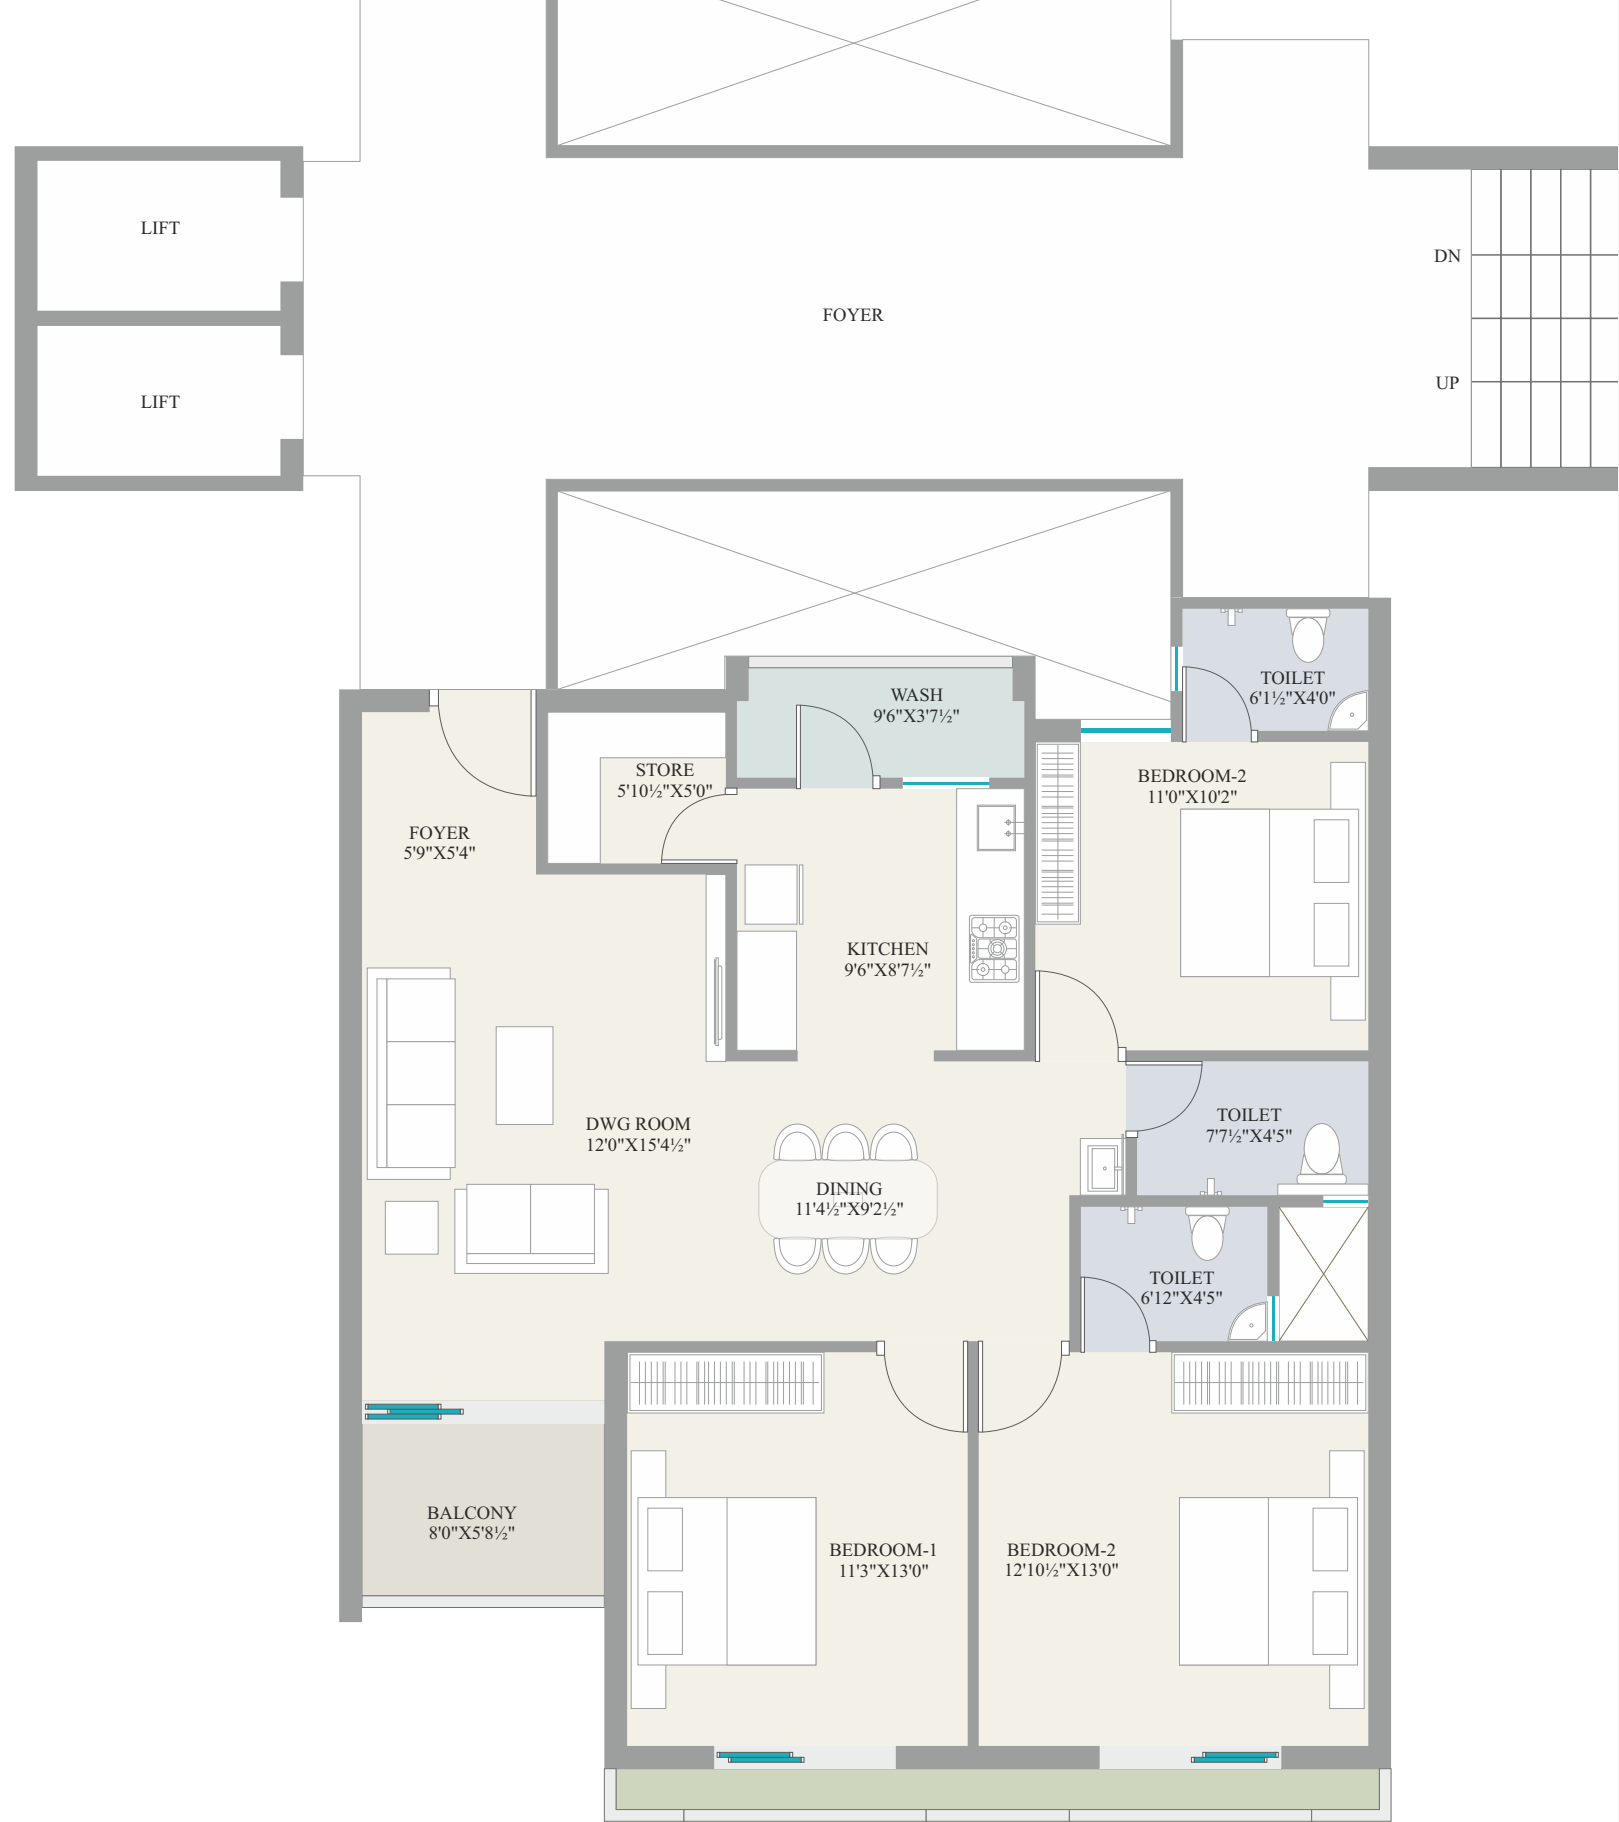 LIFT
DN
FOYER
UP
LIFT
TOILET
6'1½"X4'0"
WASH
9'6"X3'7½"
STORE
5'10½"X5'0"
BEDROOM-2
11'0"X10'2"
FOYER
5'9"X5'4"
KITCHEN
9'6"X8'7½"
TOILET
7'7½"X4'5"
DWG ROOM
12'0"X15'4½"
DINING
11'4½"X9'2½"
TOILET
6'12"X4'5"
BALCONY
8'0"X5'8½"
BEDROOM-1
11'3"X13'0"
BEDROOM-2
12'10½"X13'0"